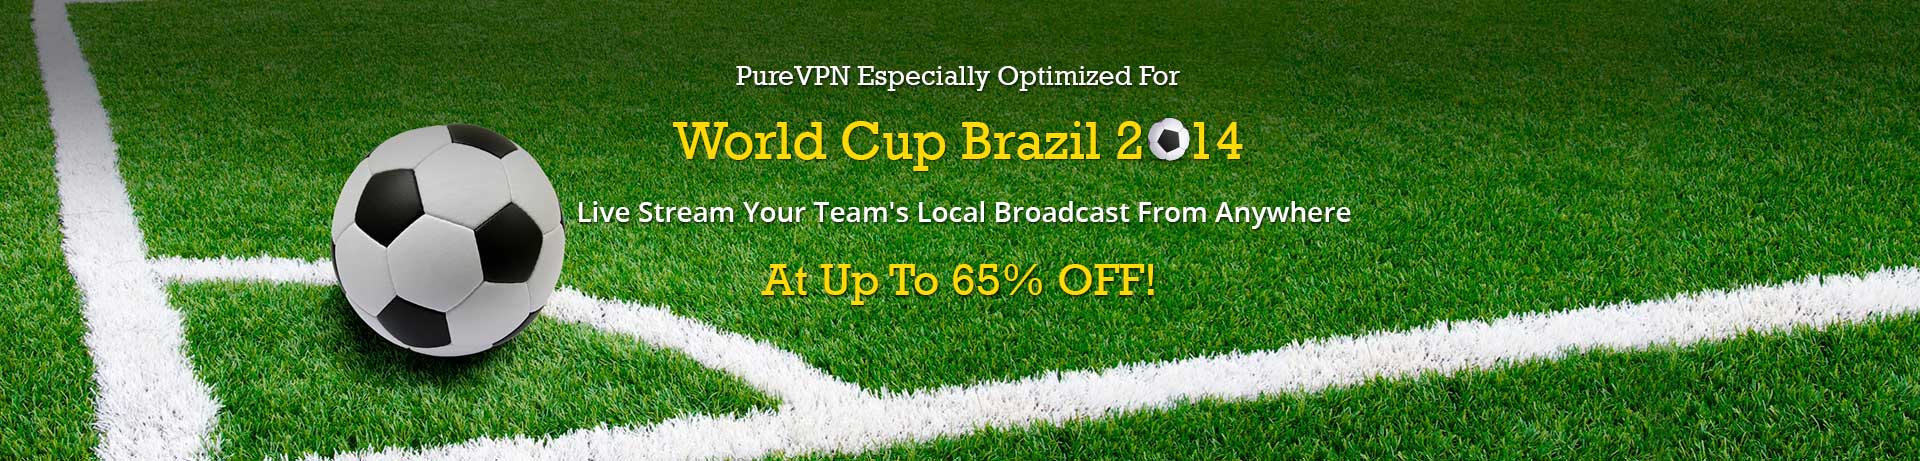 PureVPN Especially Optimized For
World Cup Brazil 2014
Live Stream Your Team's Local Broadcast From Anywhere
At Up To 65% OFF!